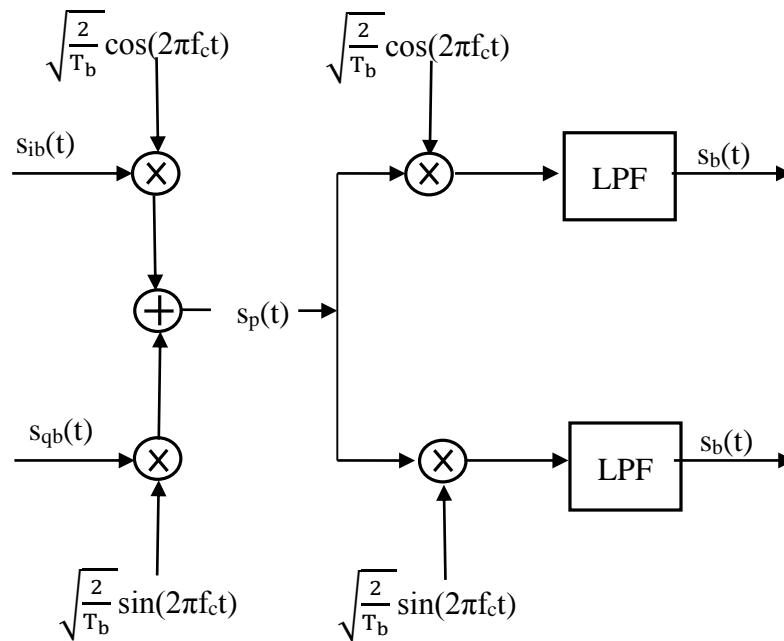 √(2/T_b) cos(2πf_ct)
√(2/T_b) cos(2πf_ct)
s_ib(t)
LPF
s_b(t)
s_p(t)
s_qb(t)
LPF
s_b(t)
√(2/T_b) sin(2πf_ct)
√(2/T_b) sin(2πf_ct)